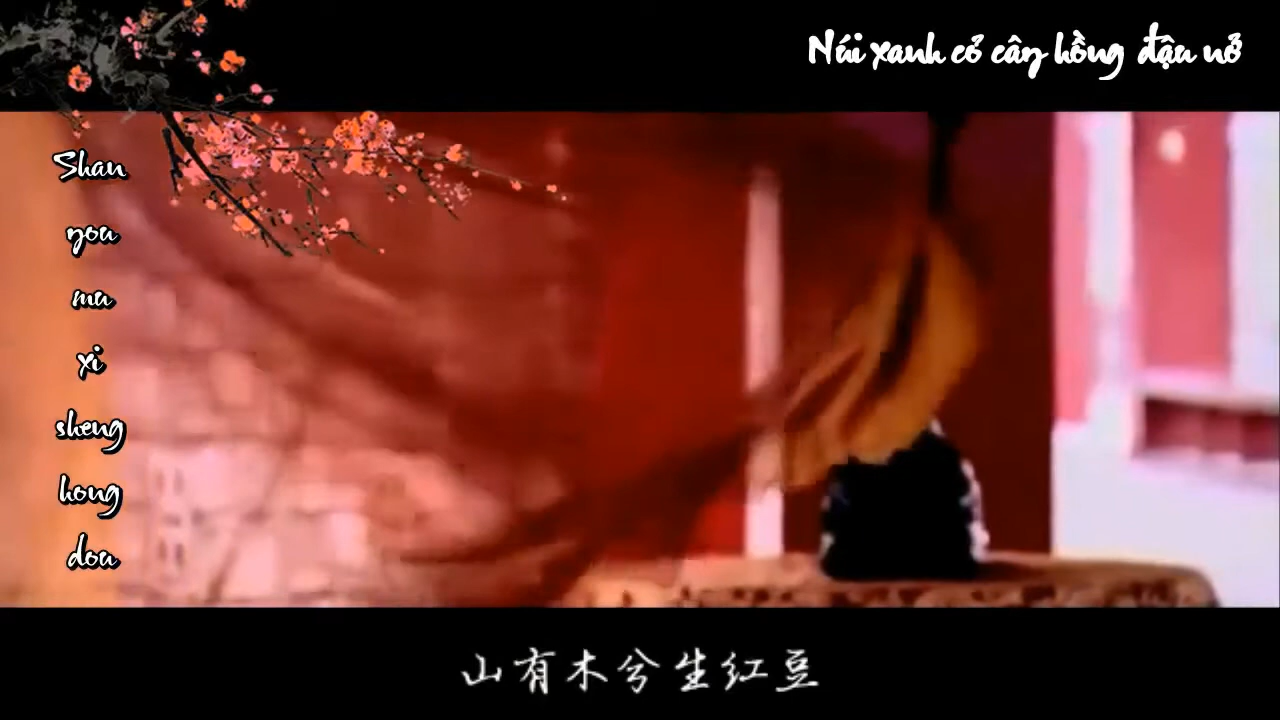 Núi xanh cỏ cây hồng đậu nở
Shan
you
mu
xi
sheng
hong
dou
山有木兮生红豆